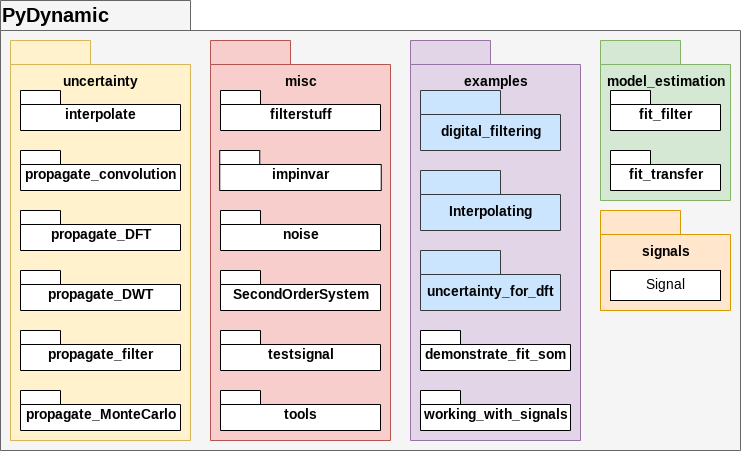 PyDynamic
uncertainty
interpolate
propagate_convolution
propagate_DFT
propagate_DWT
propagate_filter
propagate_MonteCarlo
misc
filterstuff
impinvar
noise
SecondOrderSystem
testsignal
tools
examples
digital_filtering
Interpolating
uncertainty_for_dft
demonstrate_fit_som
working_with_signals
model_estimation
fit_filter
fit_transfer
signals
Signal